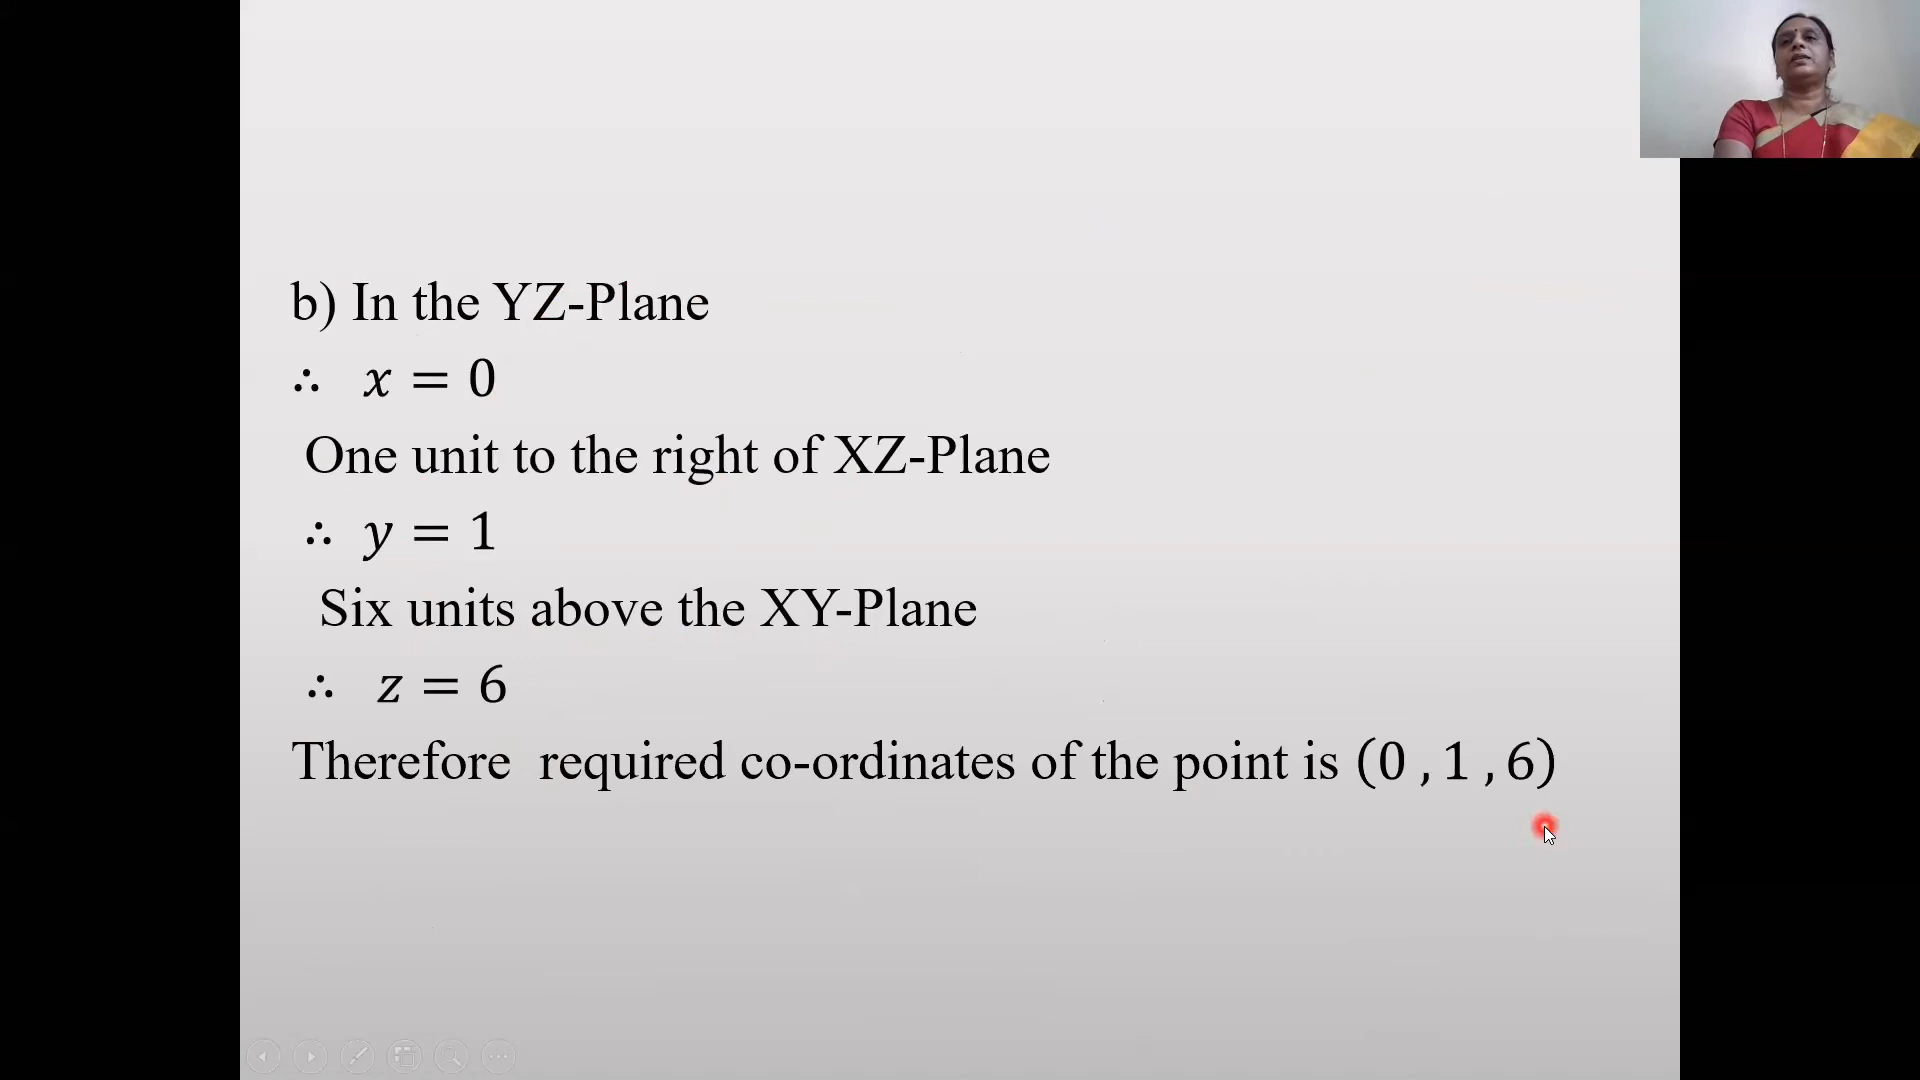 b) In the YZ-Plane
∴ x = 0
One unit to the right of XZ-Plane
∴ y = 1
Six units above the XY-Plane
∴ z = 6
Therefore required co-ordinates of the point is (0 , 1 , 6)